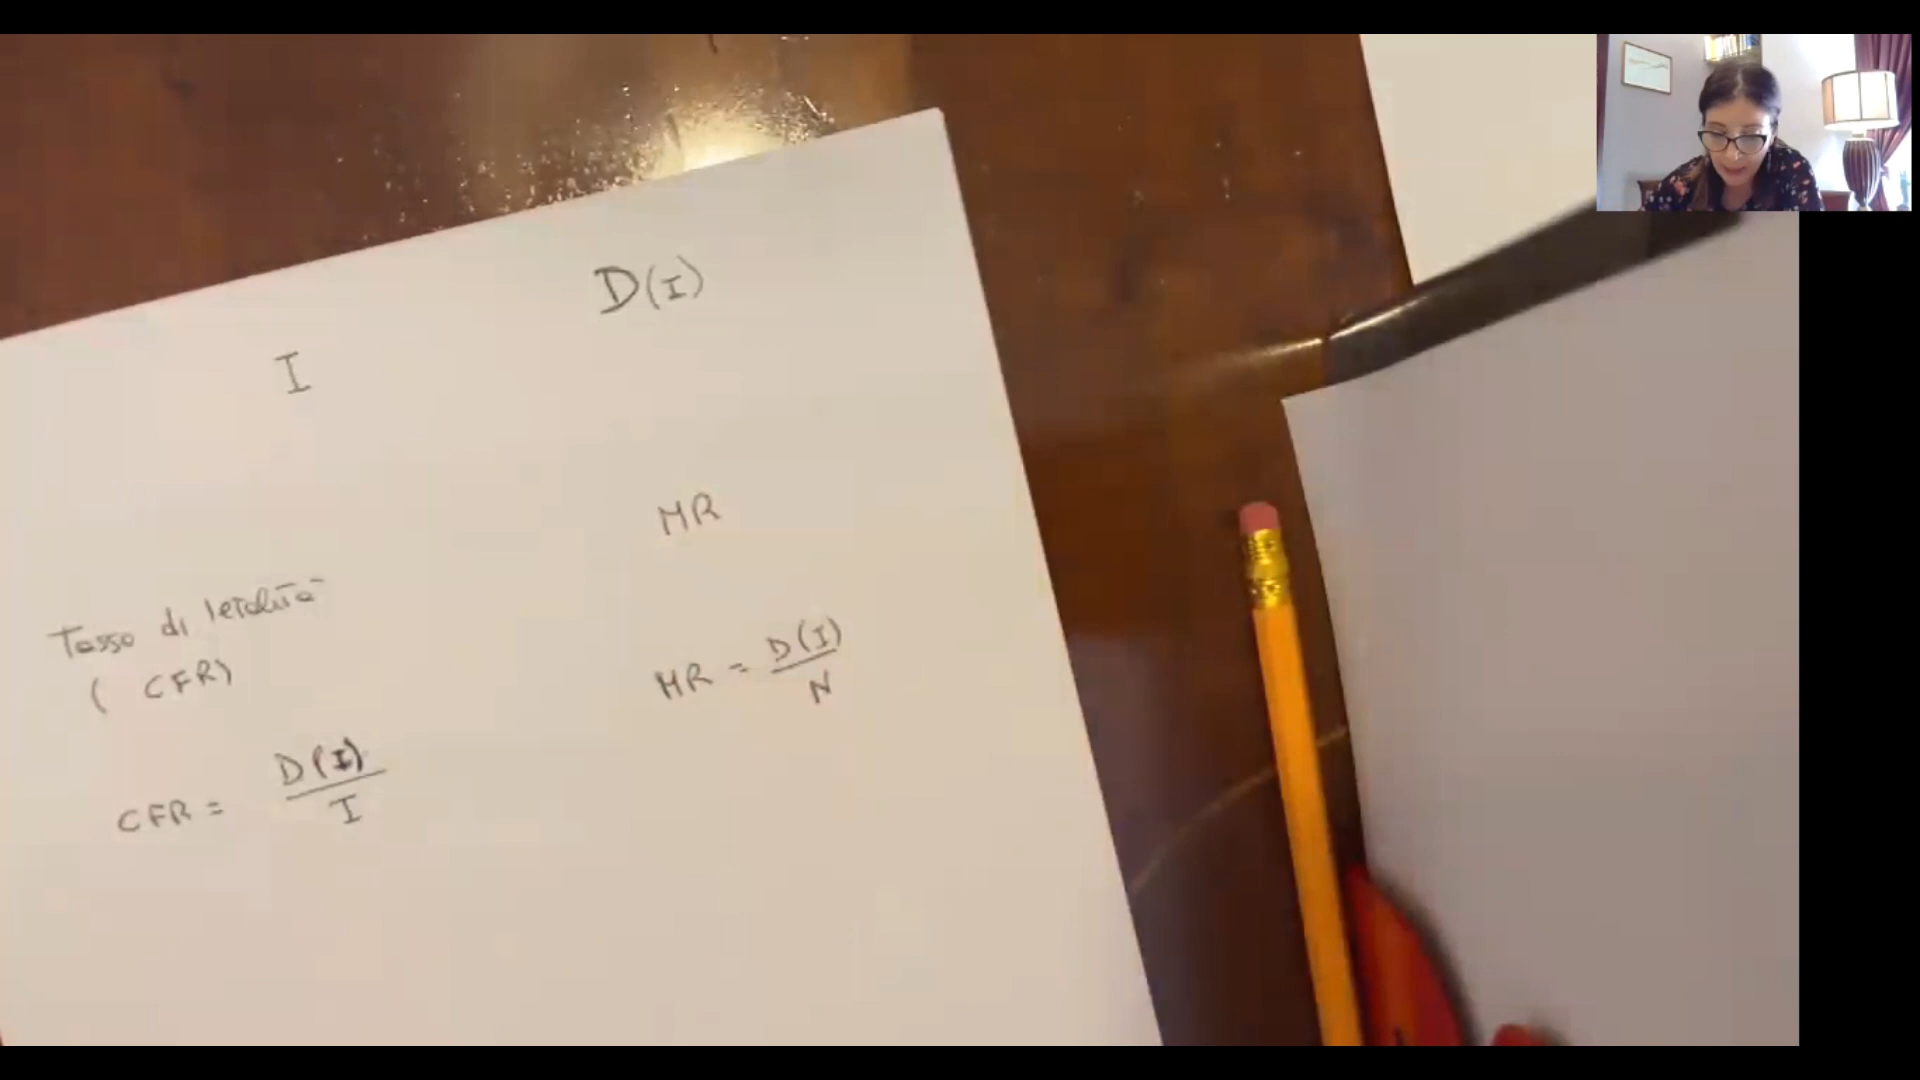 D(I)
I
MR
Tasso di letalità
(CFR)
MR = D(I) / N
CFR = D(I) / I